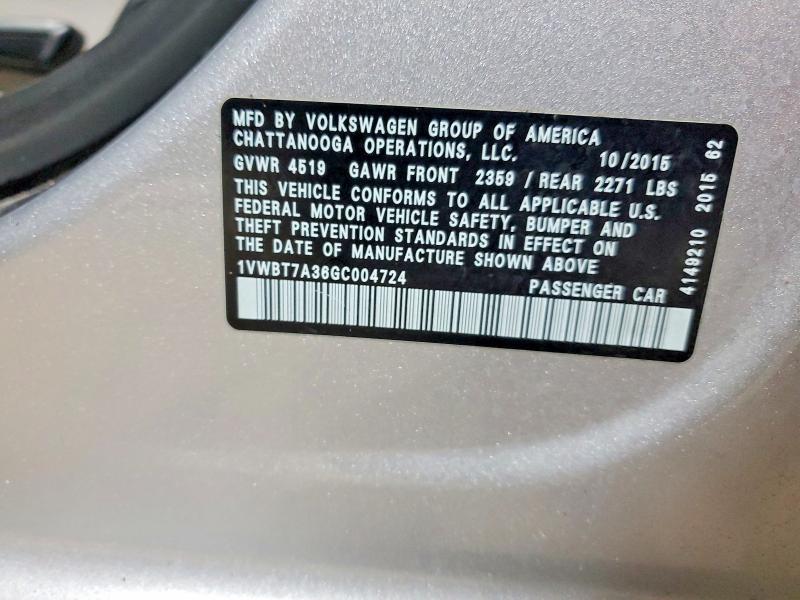 MFD BY VOLKSWAGEN GROUP OF AMERICA
CHATTANOOGA OPERATIONS, LLC. 10/2015
GVWR 4519 GAWR FRONT 2359 / REAR 2271 LBS
THIS VEHICLE CONFORMS TO ALL APPLICABLE U.S.
FEDERAL MOTOR VEHICLE SAFETY, BUMPER AND
THEFT PREVENTION STANDARDS IN EFFECT ON
THE DATE OF MANUFACTURE SHOWN ABOVE
1VWBT7A36GC004724 PASSENGER CAR
4149210 2015 62